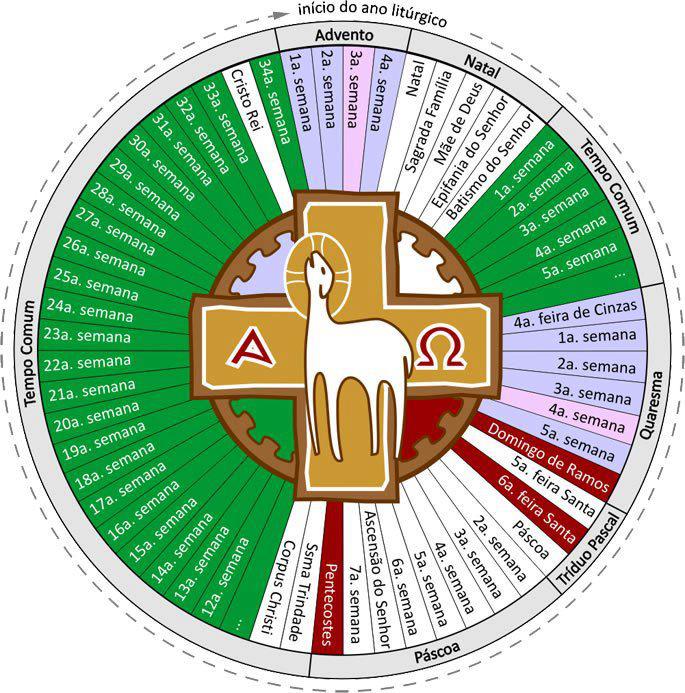 início do ano litúrgico
Advento
1a. semana
2a. semana
3a. semana
4a. semana
Natal
Natal
Sagrada Família
Mãe de Deus
Epifania do Senhor
Batismo do Senhor
Tempo Comum
1a. semana
2a. semana
3a. semana
4a. semana
5a. semana
...
Quaresma
4a. feira de Cinzas
1a. semana
2a. semana
3a. semana
4a. semana
5a. semana
Domingo de Ramos
Tríduo Pascal
5a. feira Santa
6a. feira Santa
Páscoa
Páscoa
2a. semana
3a. semana
4a. semana
5a. semana
6a. semana
Ascensão do Senhor
7a. semana
Pentecostes
Tempo Comum
Ssma Trindade
Corpus Christi
...
12a. semana
13a. semana
14a. semana
15a. semana
16a. semana
17a. semana
18a. semana
19a. semana
20a. semana
21a. semana
22a. semana
23a. semana
24a. semana
25a. semana
26a. semana
27a. semana
28a. semana
29a. semana
30a. semana
31a. semana
32a. semana
33a. semana
Cristo Rei
34a. semana
Α Ω